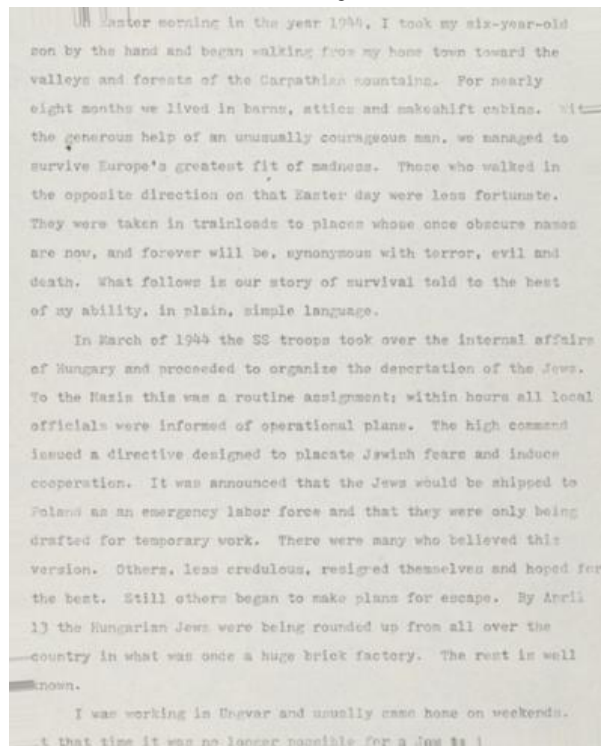 On Easter morning in the year 1944, I took my six-year-old
son by the hand and began walking from my home town toward the
valleys and forests of the Carpathian mountains. For nearly
eight months we lived in barns, attics and makeshift cabins. Wit
the generous help of an unusually courageous man, we managed to
survive Europe's greatest fit of madness. Those who walked in
the opposite direction on that Easter day were less fortunate.
They were taken in trainloads to places whose once obscure names
are now, and forever will be, synonymous with terror, evil and
death. What follows is our story of survival told to the best
of my ability, in plain, simple language.
In March of 1944 the SS troops took over the internal affairs
of Hungary and proceeded to organize the deportation of the Jews.
To the Nazis this was a routine assignment; within hours all local
officials were informed of operational plans. The high command
issued a directive designed to placate Jewish fears and induce
cooperation. It was announced that the Jews would be shipped to
Poland as an emergency labor force and that they were only being
drafted for temporary work. There were many who believed this
version. Others, less credulous, resigned themselves and hoped for
the best. Still others began to make plans for escape. By April
13 the Hungarian Jews were being rounded up from all over the
country in what was once a huge brick factory. The rest is well
known.
I was working in Ungvar and usually came home on weekends.
t that time it was no longer possible for a Jew to